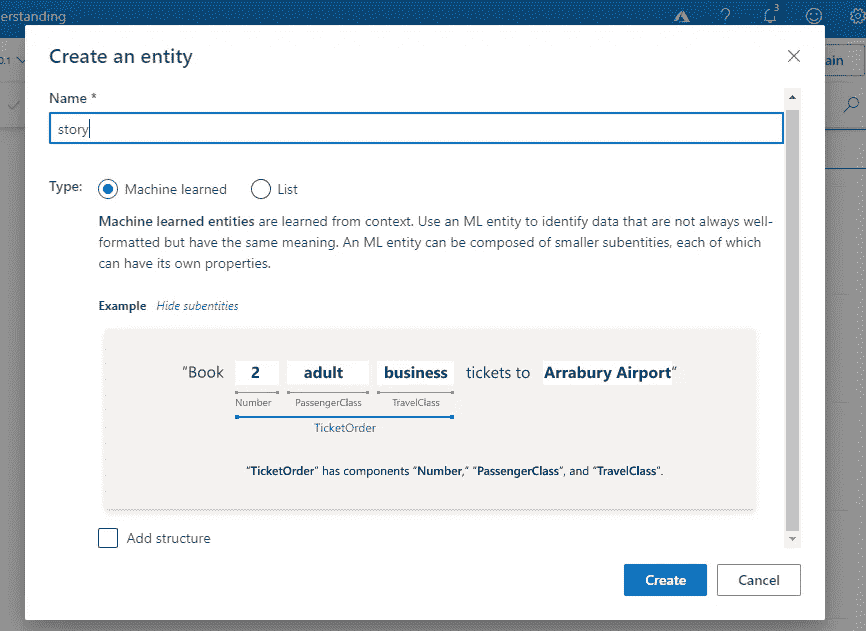 erstanding
3
0.1
ain
Create an entity
Name *
story
Type: Machine learned List
Machine learned entities are learned from context. Use an ML entity to identify data that are not always well-
formatted but have the same meaning. An ML entity can be composed of smaller subentities, each of which
can have its own properties.
Example Hide subentities
“Book 2 adult business tickets to Arrabury Airport“
Number PassengerClass TravelClass
TicketOrder
“TicketOrder” has components “Number,” “PassengerClass”, and “TravelClass”.
Add structure
Create Cancel